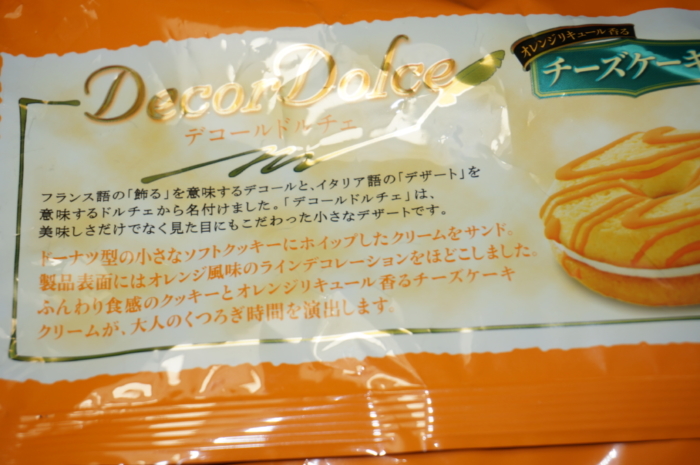 オレンジリキュール香る
チーズケーキ
Decor Dolce
デコールドルチェ
フランス語の「飾る」を意味するデコールと、イタリア語の「デザート」を
意味するドルチェから名付けました。「デコールドルチェ」は、
美味しさだけでなく見た目にもこだわった小さなデザートです。
ドーナツ型の小さなソフトクッキーにホイップしたクリームをサンド。
製品表面にはオレンジ風味のラインデコレーションをほどこしました。
ふんわり食感のクッキーとオレンジリキュール香るチーズケーキ
クリームが、大人のくつろぎ時間を演出します。